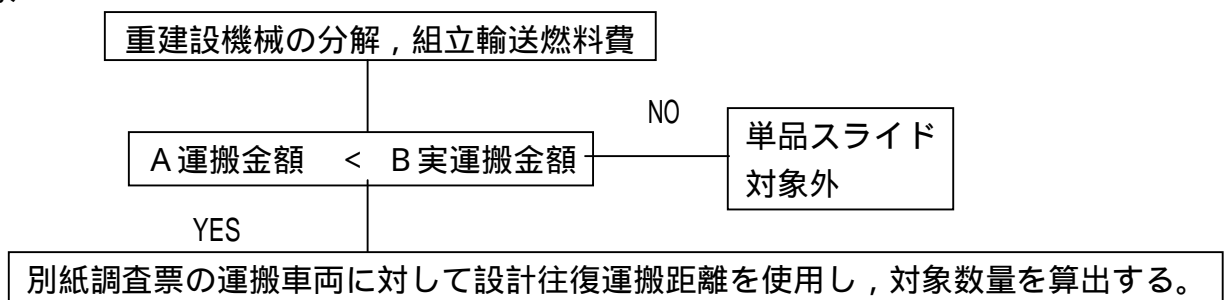 重建設機械の分解，組立輸送燃料費
NO
Ａ運搬金額　＜　Ｂ実運搬金額
単品スライド
対象外
YES
別紙調査票の運搬車両に対して設計往復運搬距離を使用し，対象数量を算出する。